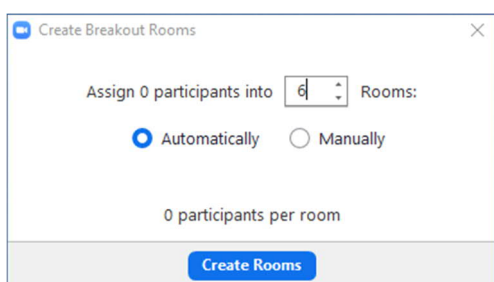 Create Breakout Rooms
Assign 0 participants into 6 Rooms:
Automatically Manually
0 participants per room
Create Rooms